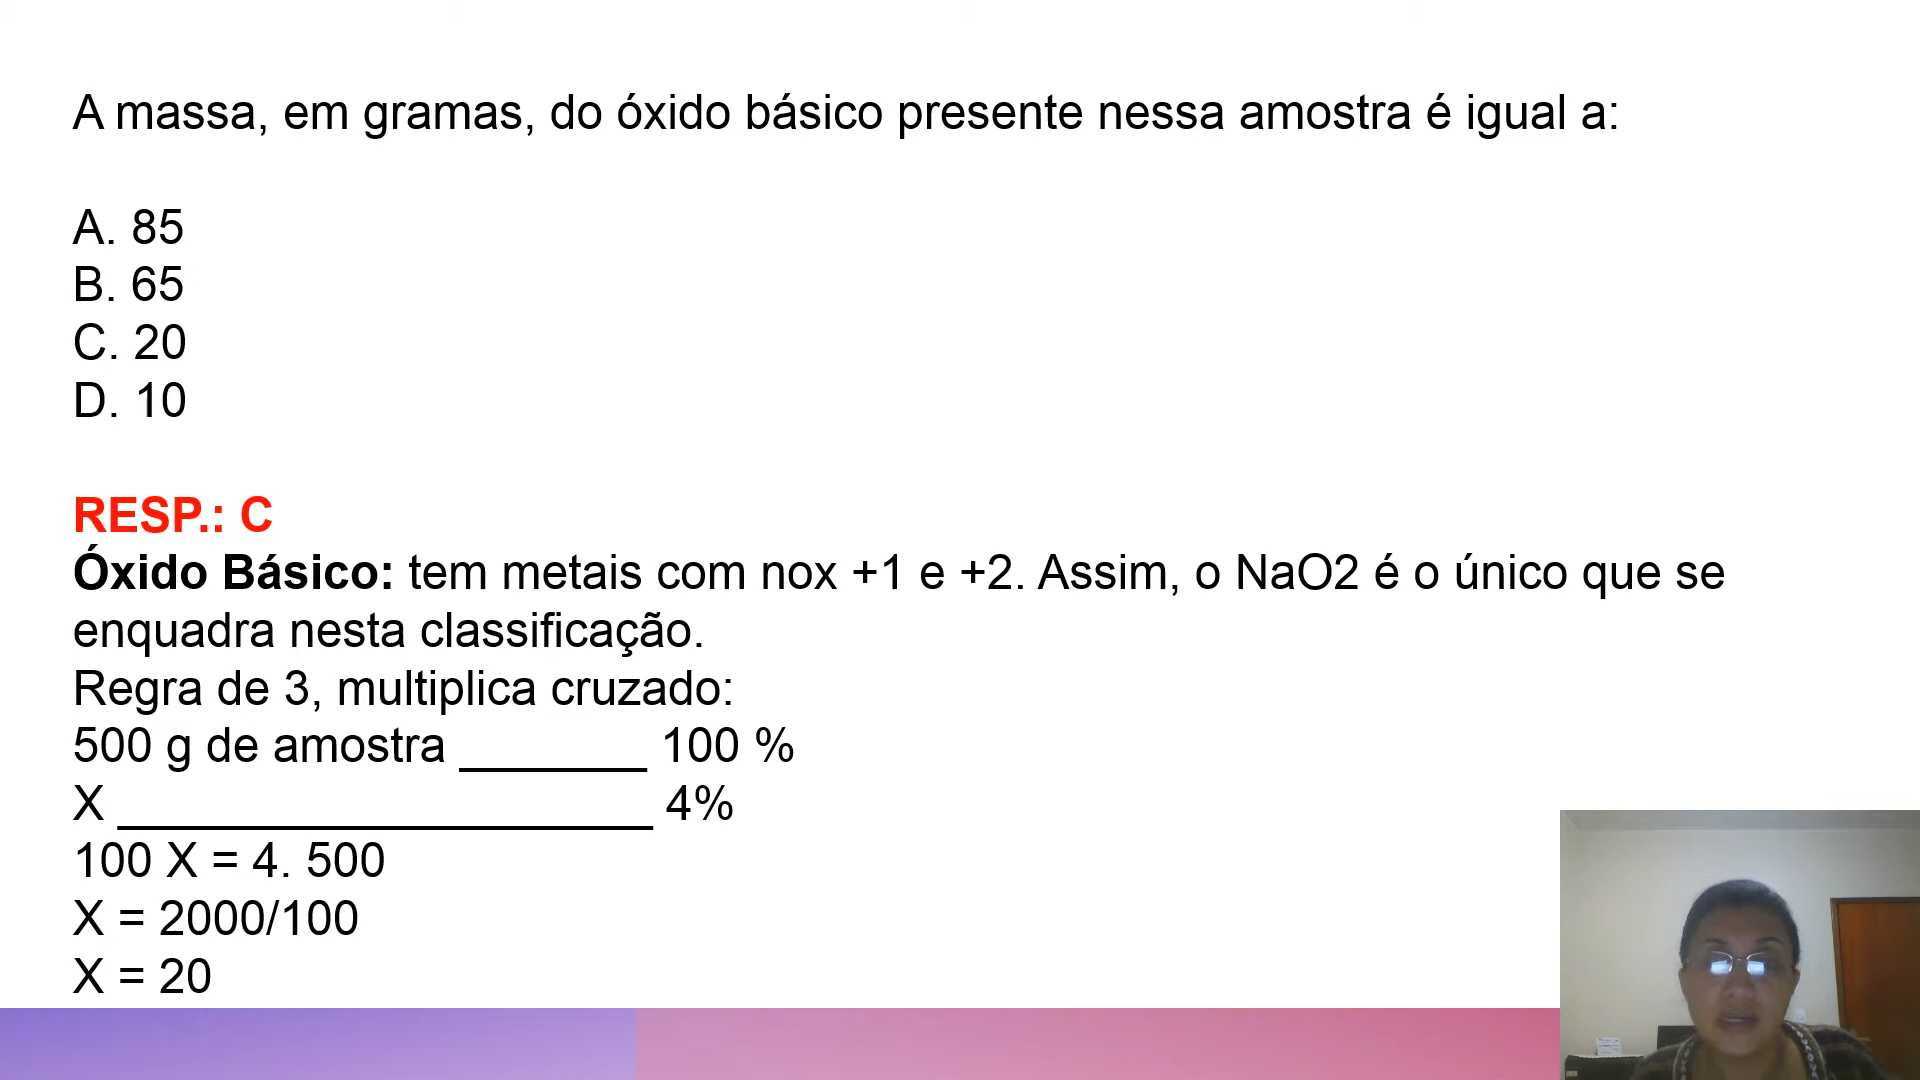 A massa, em gramas, do óxido básico presente nessa amostra é igual a:
A. 85
B. 65
C. 20
D. 10
RESP.: C
Óxido Básico: tem metais com nox +1 e +2. Assim, o NaO2 é o único que se
enquadra nesta classificação.
Regra de 3, multiplica cruzado:
500 g de amostra _______ 100 %
X ____________________ 4%
100 X = 4. 500
X = 2000/100
X = 20